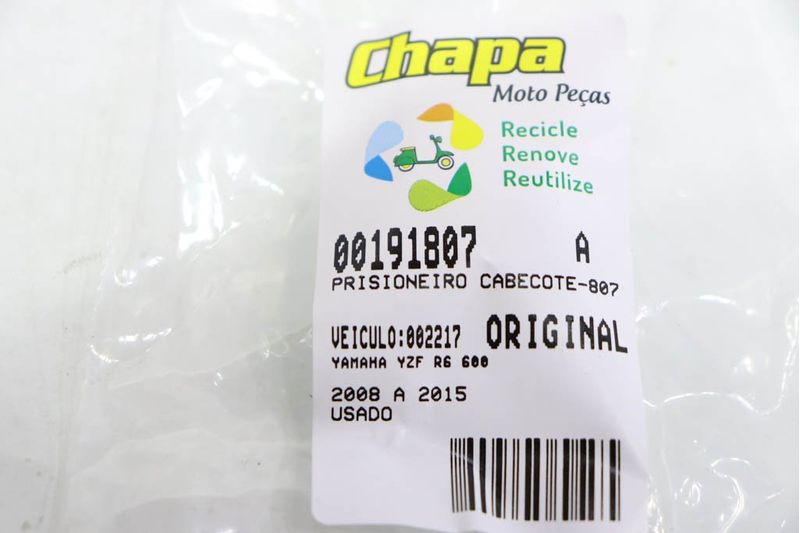 Chapa
Moto Peças
Recicle
Renove
Reutilize
00191807 A
PRISIONEIRO CABECOTE-807
VEICULO:002217 ORIGINAL
YAMAHA YZF R6 600
2008 A 2015
USADO